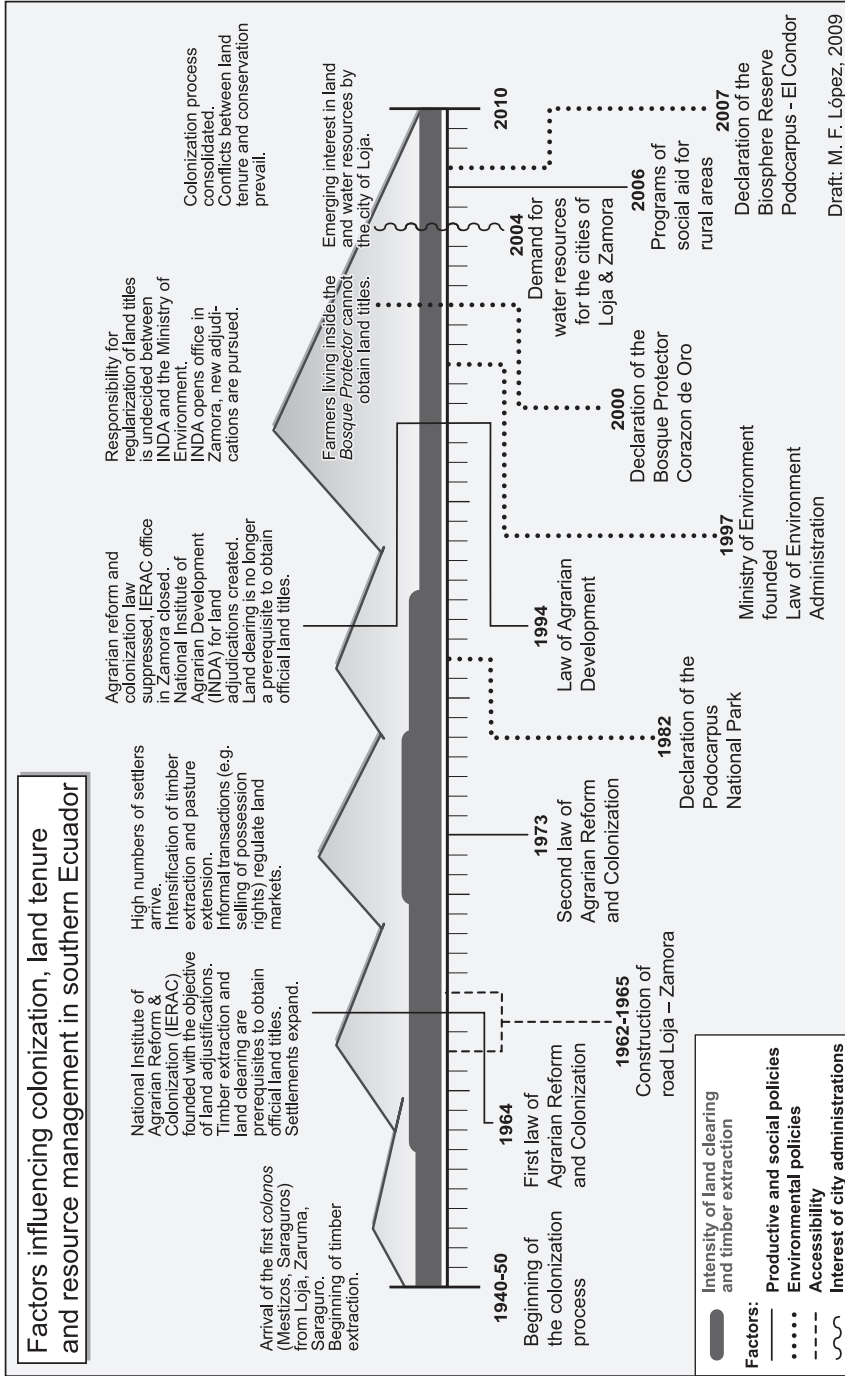 Factors influencing colonization, land tenure
and resource management in southern Ecuador
Arrival of the first colonos
(Mestizos, Saraguros)
from Loja, Zaruma,
Saraguro.
Beginning of timber
extraction.
National Institute of
Agrarian Reform &
Colonization (IERAC)
founded with the objective
of land adjustifications.
Timber extraction and
land clearing are
prerequisites to obtain
official land titles.
Settlements expand.
High numbers of settlers
arrive.
Intensification of timber
extraction and pasture
extension.
Informal transactions (e.g.
selling of possession
rights) regulate land
markets.
Agrarian reform and
colonization law
suppressed, IERAC office
in Zamora closed.
National Institute of
Agrarian Development
(INDA) for land
adjudications created.
Land clearing is no longer
a prerequisite to obtain
official land titles.
Responsibility for
regularization of land titles
is undecided between
INDA and the Ministry of
Environment.
INDA opens office in
Zamora, new adjudi-
cations are pursued.
Colonization process
consolidated.
Conflicts between land
tenure and conservation
prevail.
Farmers living inside the
Bosque Protector cannot
obtain land titles.
Emerging interest in land
and water resources by
the city of Loja.
1940-50
Beginning of
the colonization
process
1964
First law of
Agrarian Reform
and Colonization
1962-1965
Construction of
road Loja – Zamora
1973
Second law of
Agrarian Reform
and Colonization
1982
Declaration of the
Podocarpus
National Park
1994
Law of Agrarian
Development
1997
Ministry of Environment
founded
Law of Environment
Administration
2000
Declaration of the
Bosque Protector
Corazon de Oro
2004
Demand for
water resources
for the cities of
Loja & Zamora
2006
Programs of
social aid for
rural areas
2007
Declaration of the
Biosphere Reserve
Podocarpus - El Condor
2010
Intensity of land clearing
and timber extraction
Factors:
Productive and social policies
Environmental policies
Accessibility
Interest of city administrations
Draft: M. F. López, 2009